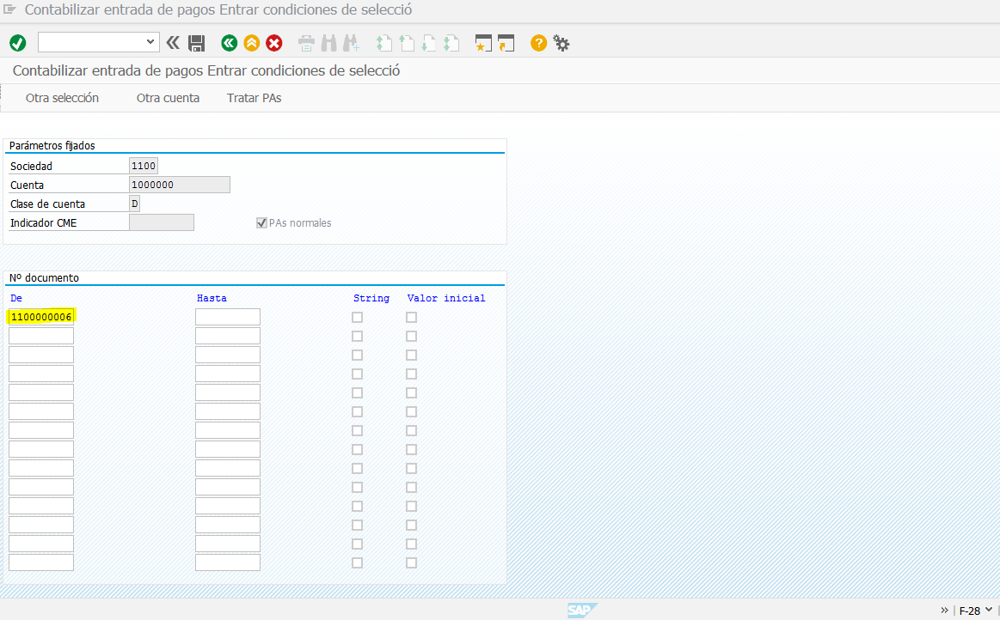 Contabilizar entrada de pagos Entrar condiciones de selecció
Contabilizar entrada de pagos Entrar condiciones de selecció
Otra selección Otra cuenta Tratar PAs
Parámetros fijados
Sociedad 1100
Cuenta 1000000
Clase de cuenta D
Indicador CME PAs normales
Nº documento
De Hasta String Valor inicial
1100000006
SAP F-28